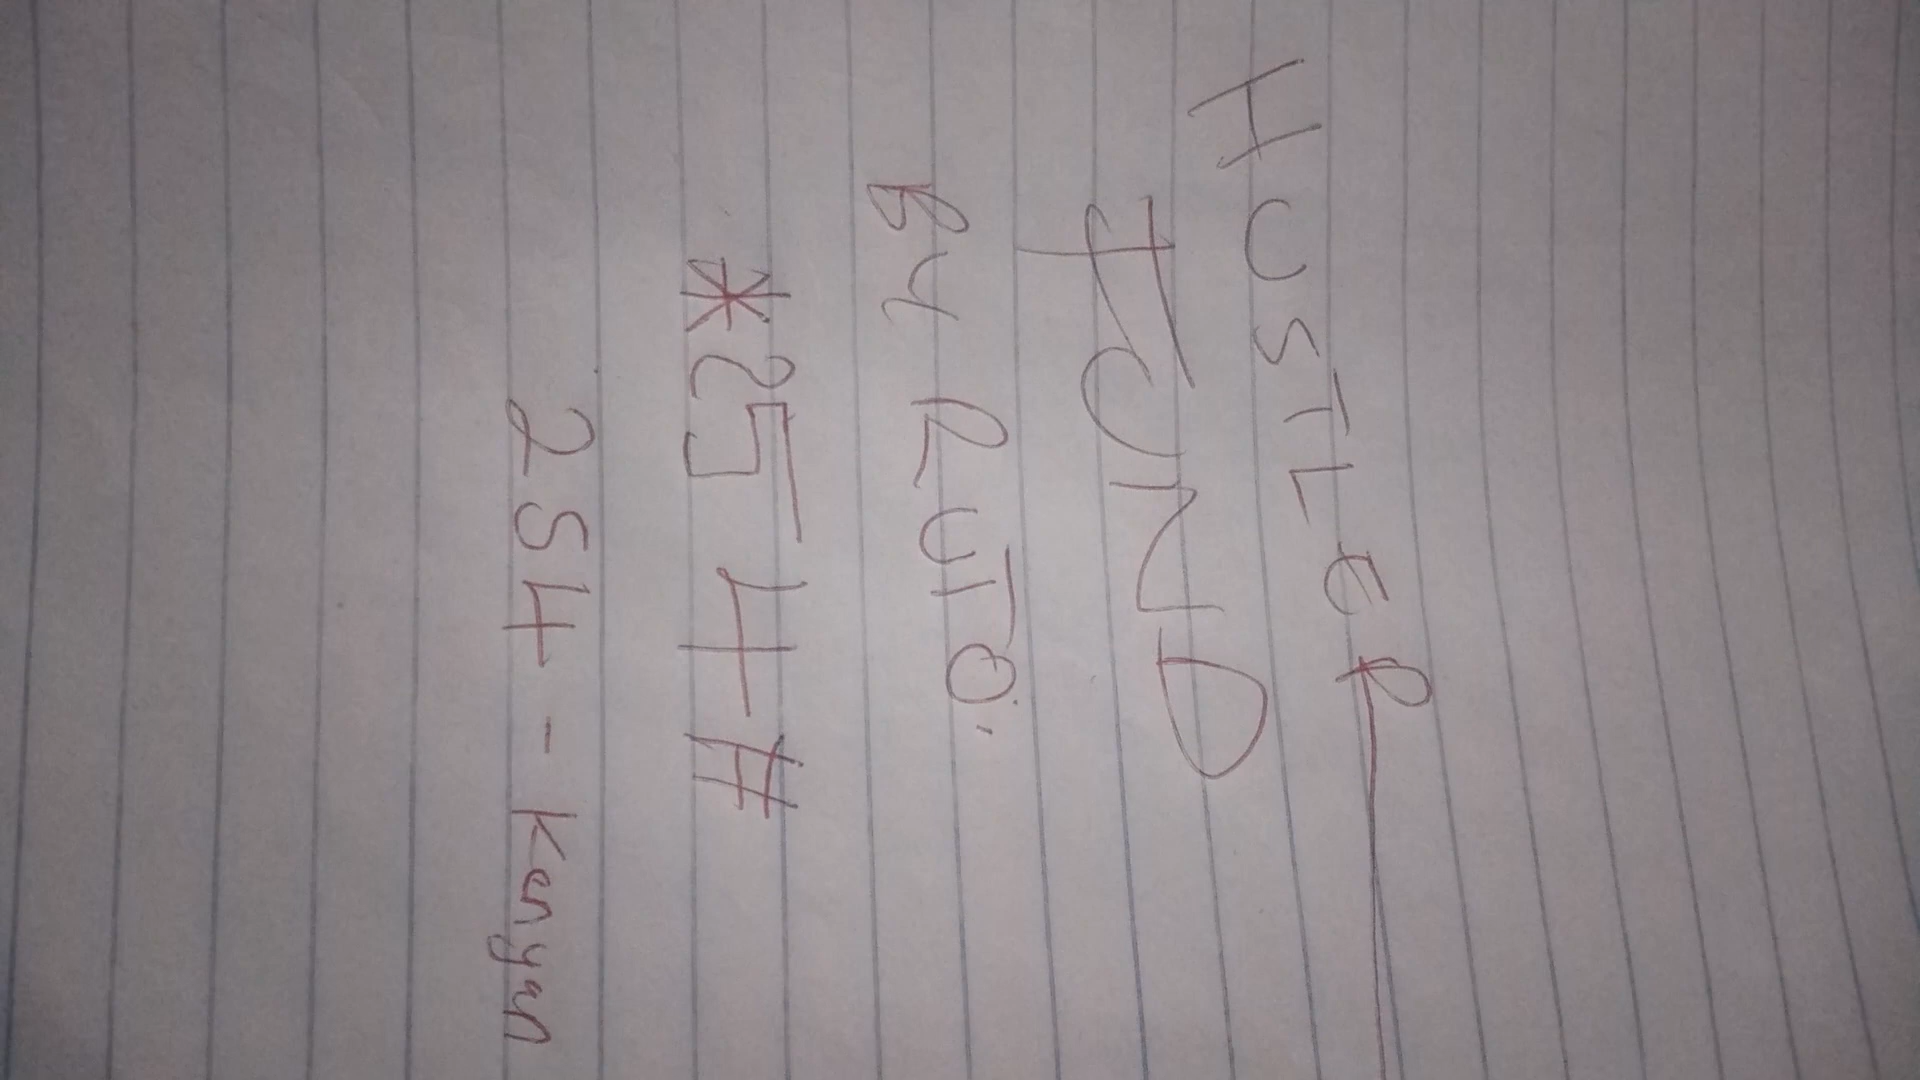 HUSTLER
FUND
BY RUTO.
*254#
254 - Kenyan